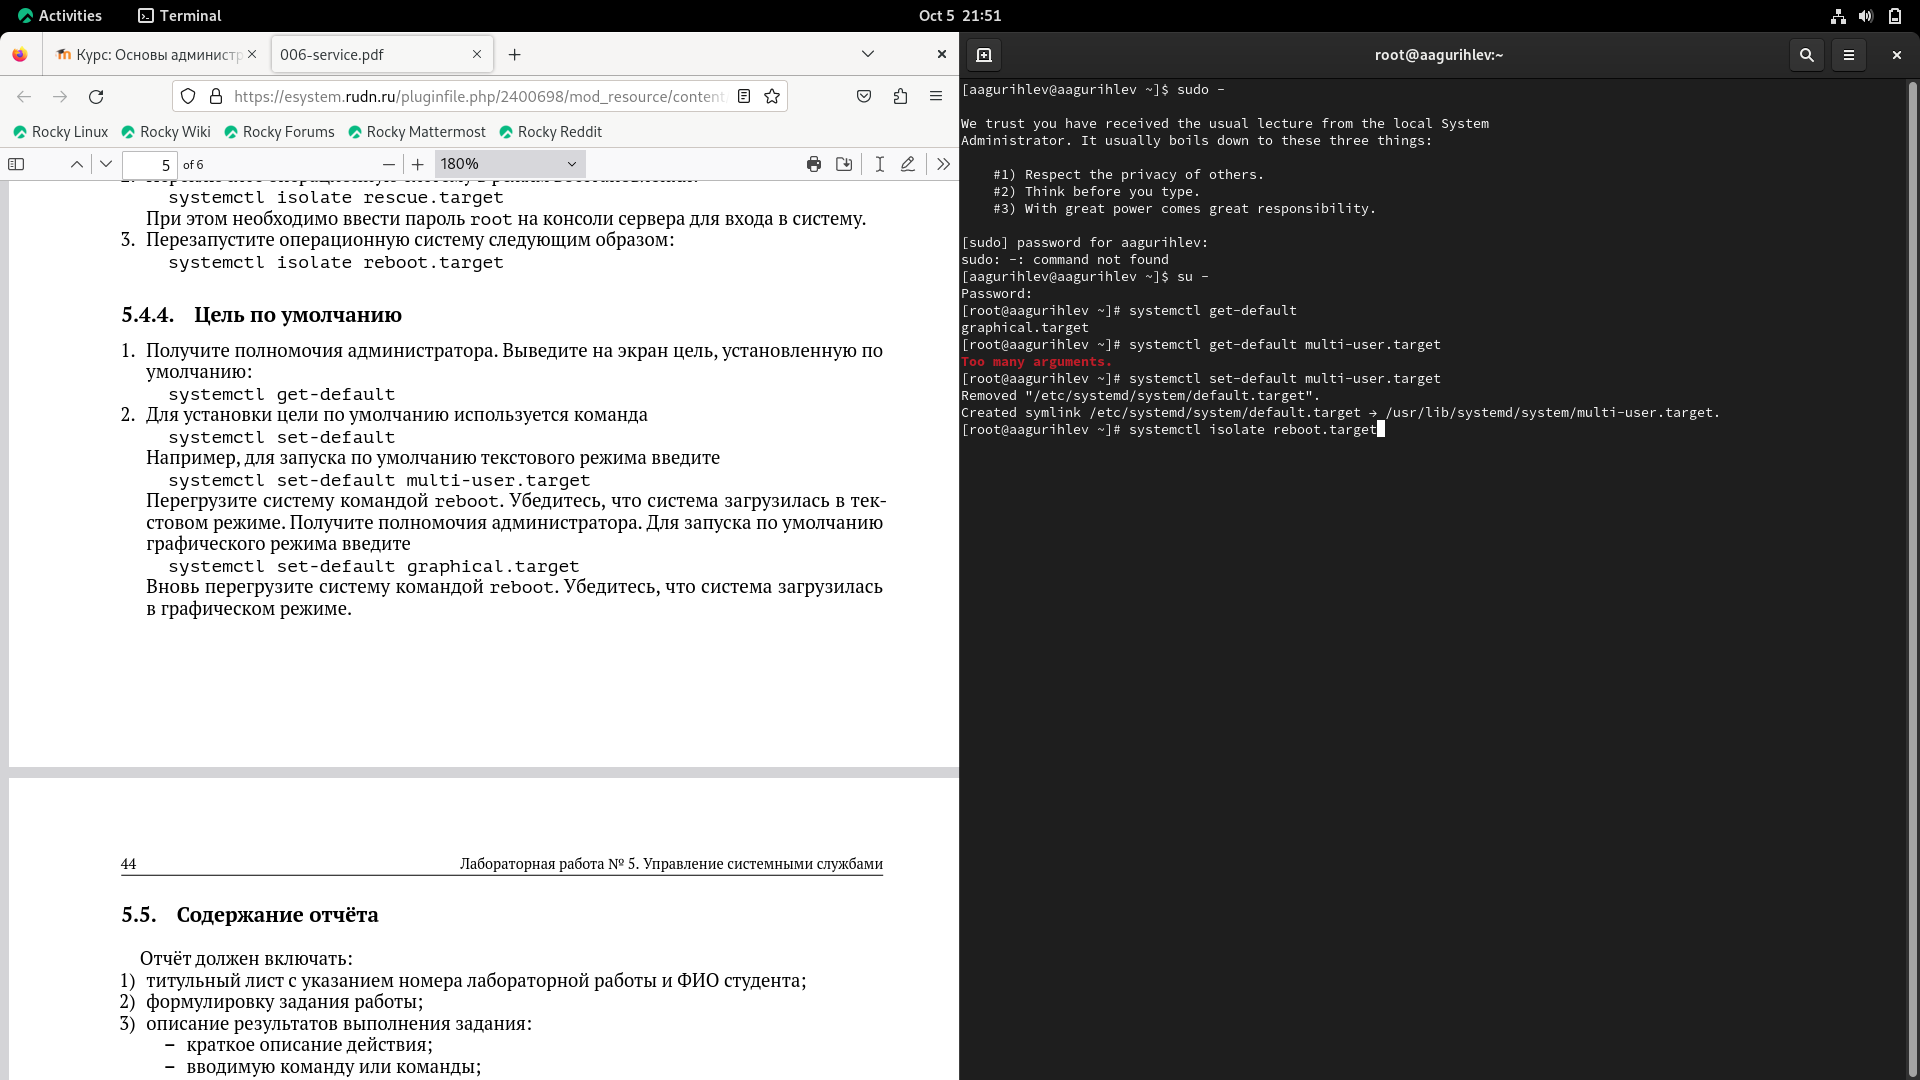 Activities
Terminal
Oct 5 21:51
Курс: Основы администр
006-service.pdf
https://esystem.rudn.ru/pluginfile.php/2400698/mod_resource/content
Rocky Linux
Rocky Wiki
Rocky Forums
Rocky Mattermost
Rocky Reddit
5
of 6
180%
systemctl isolate rescue.target
При этом необходимо ввести пароль root на консоли сервера для входа в систему.
3. Перезапустите операционную систему следующим образом:
systemctl isolate reboot.target
5.4.4. Цель по умолчанию
1. Получите полномочия администратора. Выведите на экран цель, установленную по
умолчанию:
systemctl get-default
2. Для установки цели по умолчанию используется команда
systemctl set-default
Например, для запуска по умолчанию текстового режима введите
systemctl set-default multi-user.target
Перегрузите систему командой reboot. Убедитесь, что система загрузилась в тек-
стовом режиме. Получите полномочия администратора. Для запуска по умолчанию
графического режима введите
systemctl set-default graphical.target
Вновь перегрузите систему командой reboot. Убедитесь, что система загрузилась
в графическом режиме.
44
Лабораторная работа № 5. Управление системными службами
5.5. Содержание отчёта
Отчёт должен включать:
1) титульный лист с указанием номера лабораторной работы и ФИО студента;
2) формулировку задания работы;
3) описание результатов выполнения задания:
– краткое описание действия;
– вводимую команду или команды;
root@aagurihlev:~
[aagurihlev@aagurihlev ~]$ sudo -
We trust you have received the usual lecture from the local System
Administrator. It usually boils down to these three things:
#1) Respect the privacy of others.
#2) Think before you type.
#3) With great power comes great responsibility.
[sudo] password for aagurihlev:
sudo: -: command not found
[aagurihlev@aagurihlev ~]$ su -
Password:
[root@aagurihlev ~]# systemctl get-default
graphical.target
[root@aagurihlev ~]# systemctl get-default multi-user.target
Too many arguments.
[root@aagurihlev ~]# systemctl set-default multi-user.target
Removed "/etc/systemd/system/default.target".
Created symlink /etc/systemd/system/default.target → /usr/lib/systemd/system/multi-user.target.
[root@aagurihlev ~]# systemctl isolate reboot.target